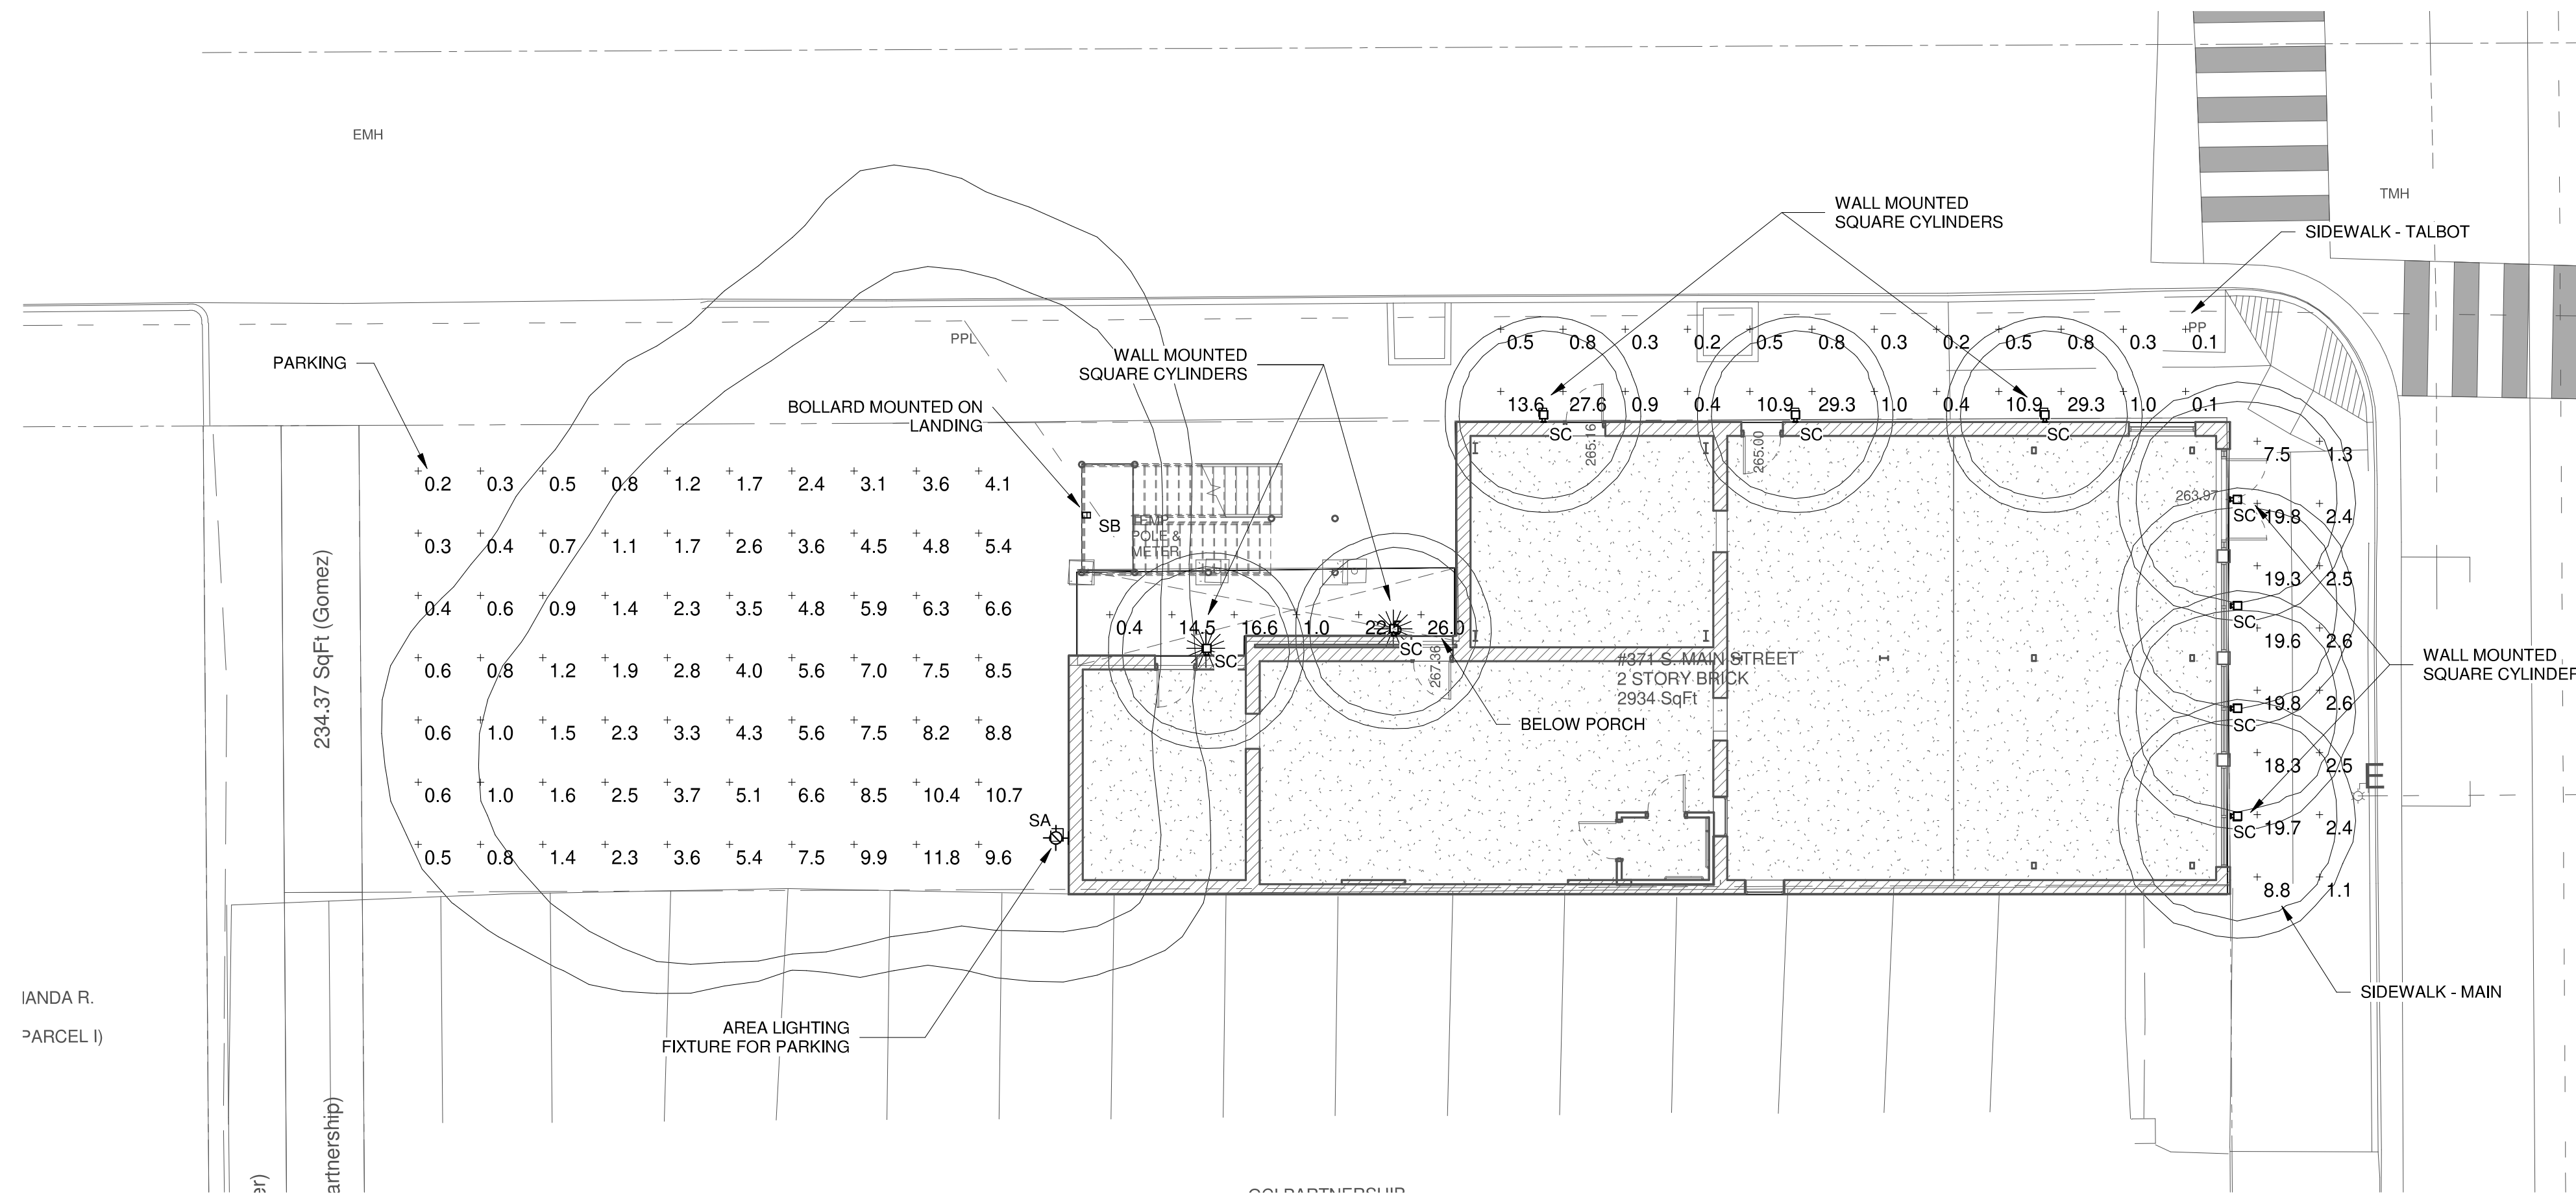 EMH
TMH
WALL MOUNTED
SQUARE CYLINDERS
SIDEWALK - TALBOT
PP
PPL
PARKING
WALL MOUNTED
SQUARE CYLINDERS
BOLLARD MOUNTED ON
LANDING
0.5 0.8 0.3 0.2 0.5 0.8 0.3 0.2 0.5 0.8 0.3 0.1
13.6 27.6 0.9 0.4 10.9 29.3 1.0 0.4 10.9 29.3 1.0 0.1
SC SC SC
265.16
265.00
263.97
0.2 0.3 0.5 0.8 1.2 1.7 2.4 3.1 3.6 4.1
0.3 0.4 0.7 1.1 1.7 2.6 3.6 4.5 4.8 5.4
0.4 0.6 0.9 1.4 2.3 3.5 4.8 5.9 6.3 6.6
0.6 0.8 1.2 1.9 2.8 4.0 5.6 7.0 7.5 8.5
0.6 1.0 1.5 2.3 3.3 4.3 5.6 7.5 8.2 8.8
0.6 1.0 1.6 2.5 3.7 5.1 6.6 8.5 10.4 10.7
0.5 0.8 1.4 2.3 3.6 5.4 7.5 9.9 11.8 9.6
234.37 SqFt (Gomez)
SB
TEMP
POLE &
METER
0.4 14.5 16.6 1.0 22.5 26.0
SC
SC
267.36
#371 S. MAIN STREET
2 STORY BRICK
2934 SqFt
BELOW PORCH
7.5 1.3
SC 19.8 2.4
19.3 2.5
SC
19.6 2.6
19.8 2.6
SC
18.3 2.5
SC 19.7 2.4
8.8 1.1
E
WALL MOUNTED
SQUARE CYLINDER
SIDEWALK - MAIN
SA
AREA LIGHTING
FIXTURE FOR PARKING
R.
PARCEL I)
artnership)
er)